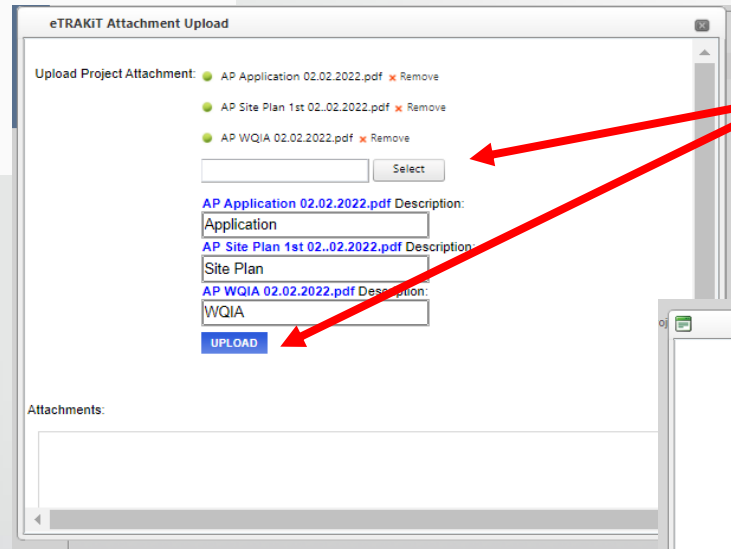 eTRAKiT Attachment Upload
Upload Project Attachment: AP Application 02.02.2022.pdf x Remove
AP Site Plan 1st 02..02.2022.pdf x Remove
AP WQIA 02.02.2022.pdf x Remove
Select
AP Application 02.02.2022.pdf Description:
Application
AP Site Plan 1st 02..02.2022.pdf Description:
Site Plan
AP WQIA 02.02.2022.pdf Description:
WQIA
UPLOAD
Attachments: